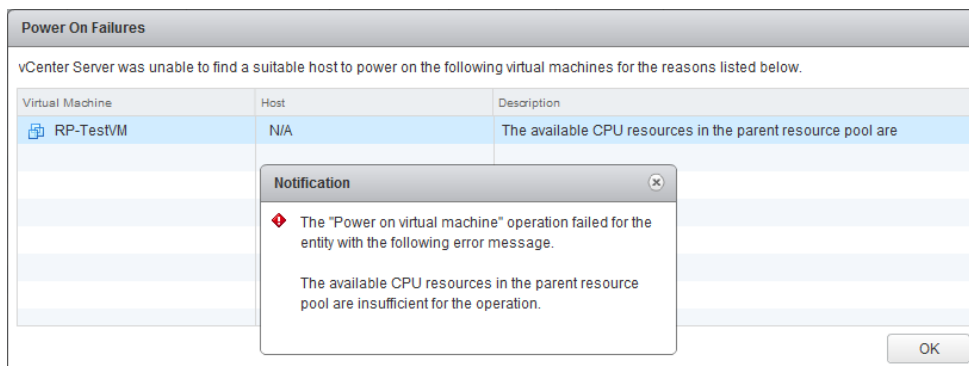 Power On Failures
vCenter Server was unable to find a suitable host to power on the following virtual machines for the reasons listed below.
Virtual Machine Host Description
RP-TestVM N/A The available CPU resources in the parent resource pool are
Notification
The "Power on virtual machine" operation failed for the
entity with the following error message.
The available CPU resources in the parent resource
pool are insufficient for the operation.
OK